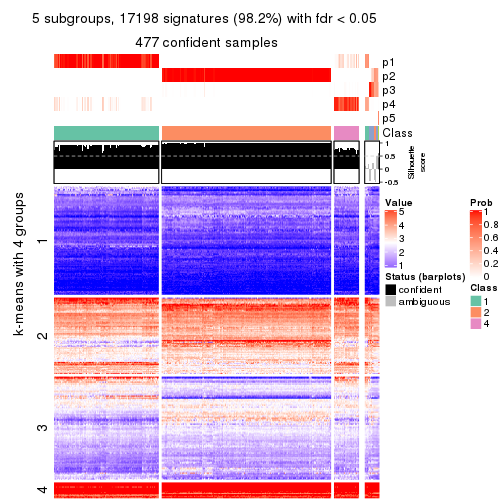 5 subgroups, 17198 signatures (98.2%) with fdr < 0.05
477 confident samples
p1
p2
p3
p4
p5
Class
1
0.5
0
-0.5
Silhouette
score
k-means with 4 groups
1
2
3
4
Value
5
4
3
2
1
Status (barplots)
confident
ambiguous
Prob
1
0.8
0.6
0.4
0.2
0
Class
1
2
4